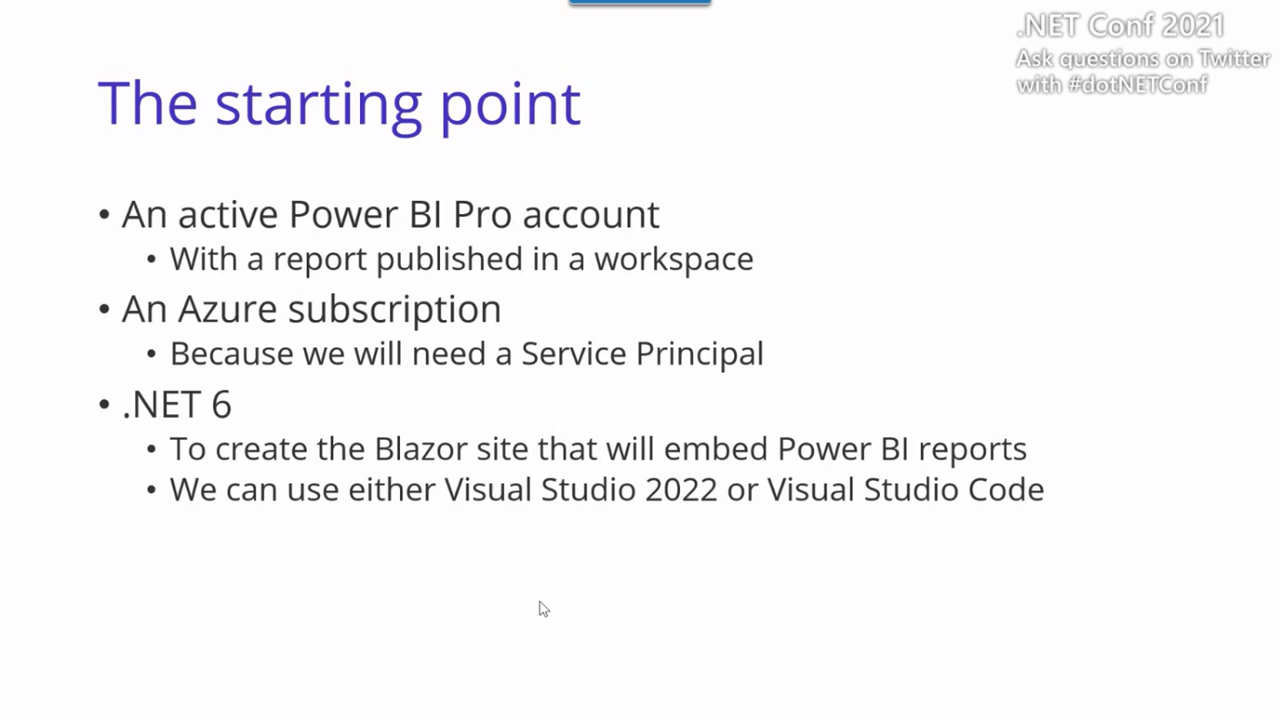 .NET Conf 2021
Ask questions on Twitter
with #dotNETConf
The starting point
• An active Power BI Pro account
• With a report published in a workspace
• An Azure subscription
• Because we will need a Service Principal
• .NET 6
• To create the Blazor site that will embed Power BI reports
• We can use either Visual Studio 2022 or Visual Studio Code